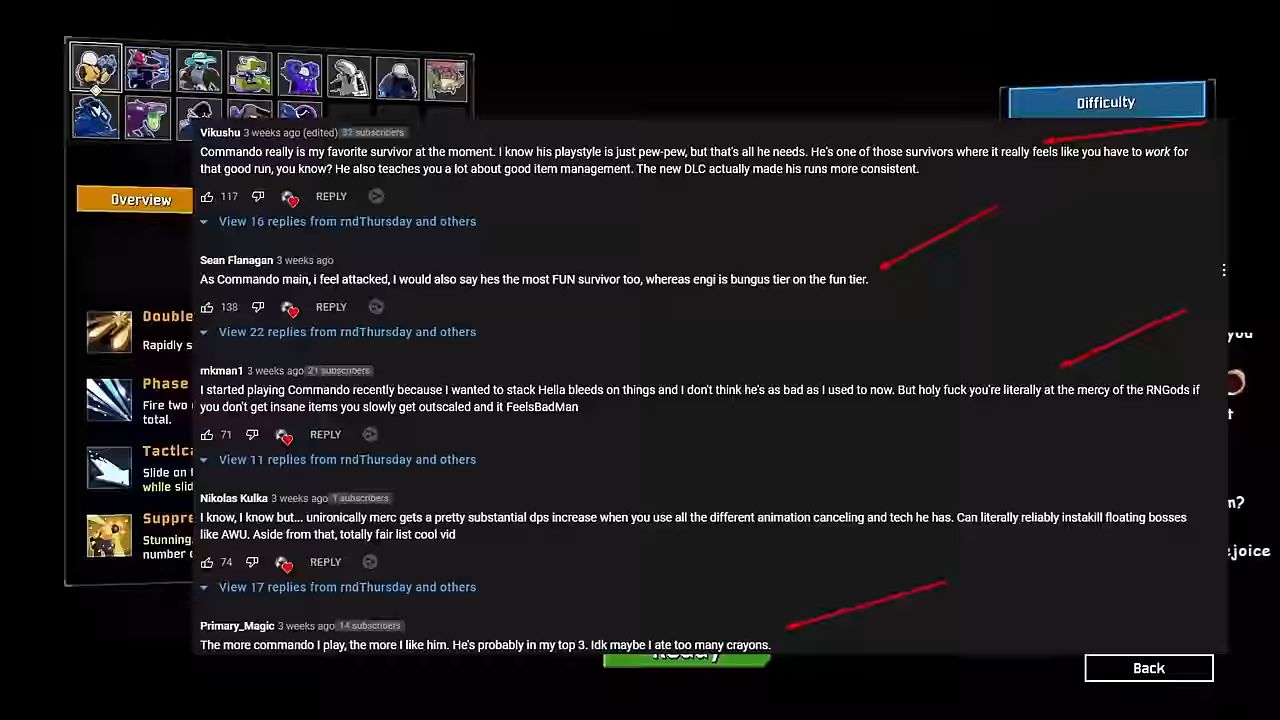 Difficulty
Vikushu 3 weeks ago (edited) 32 subscribers
Commando really is my favorite survivor at the moment. I know his playstyle is just pew-pew, but that's all he needs. He's one of those survivors where it really feels like you have to work for
that good run, you know? He also teaches you a lot about good item management. The new DLC actually made his runs more consistent.
Overview
117 REPLY
View 16 replies from rndThursday and others
Sean Flanagan 3 weeks ago
As Commando main, i feel attacked, I would also say hes the most FUN survivor too, whereas engi is bungus tier on the fun tier.
138 REPLY
Double
View 22 replies from rndThursday and others
you
Rapidly s
mkman1 3 weeks ago 21 subscribers
Phase
I started playing Commando recently because I wanted to stack Hella bleeds on things and I don't think he's as bad as I used to now. But holy fuck you're literally at the mercy of the RNGods if
Fire two
you don't get insane items you slowly get outscaled and it FeelsBadMan
total.
71 REPLY
Tactica
View 11 replies from rndThursday and others
Slide on t
while slid
Nikolas Kulka 3 weeks ago 1 subscribers
I know, I know but... unironically merc gets a pretty substantial dps increase when you use all the different animation canceling and tech he has. Can literally reliably instakill floating bosses
Suppre
like AWU. Aside from that, totally fair list cool vid
Stunning.
number o
ejoice
74 REPLY
View 17 replies from rndThursday and others
Primary_Magic 3 weeks ago 14 subscribers
The more commando I play, the more I like him. He's probably in my top 3. Idk maybe I ate too many crayons.
Ready
Back